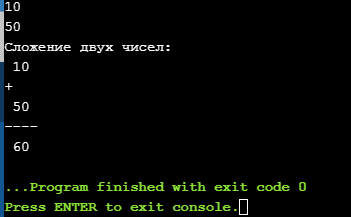 10
50
Сложение двух чисел:
 10
+
 50
----
 60

...Program finished with exit code 0
Press ENTER to exit console.